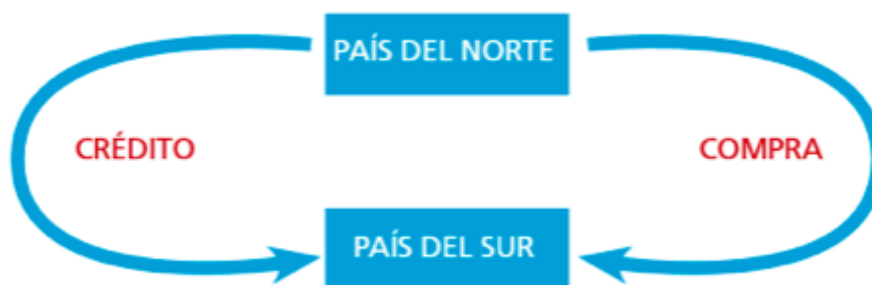 PAÍS DEL NORTE
CRÉDITO
COMPRA
PAÍS DEL SUR